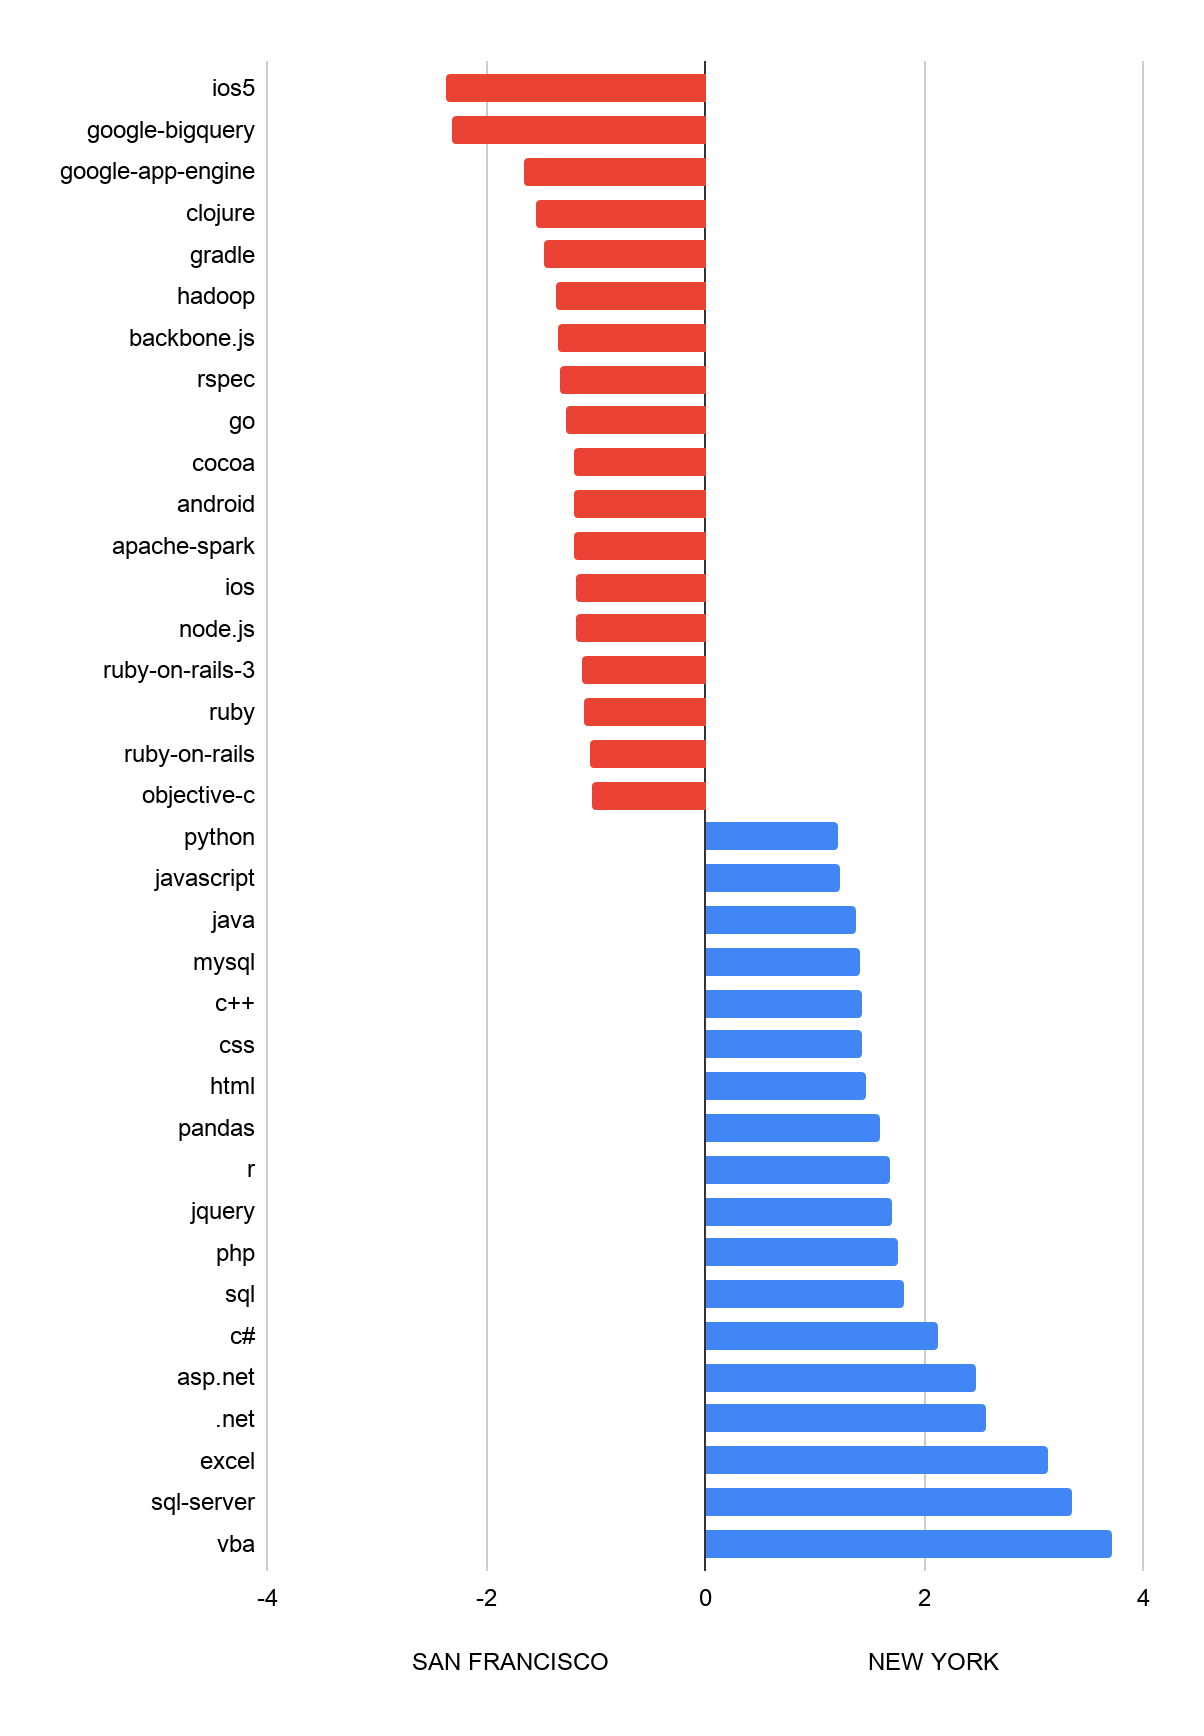 ios5
google-bigquery
google-app-engine
clojure
gradle
hadoop
backbone.js
rspec
go
cocoa
android
apache-spark
ios
node.js
ruby-on-rails-3
ruby
ruby-on-rails
objective-c
python
javascript
java
mysql
c++
css
html
pandas
r
jquery
php
sql
c#
asp.net
.net
excel
sql-server
vba
-4 -2 0 2 4
SAN FRANCISCO NEW YORK